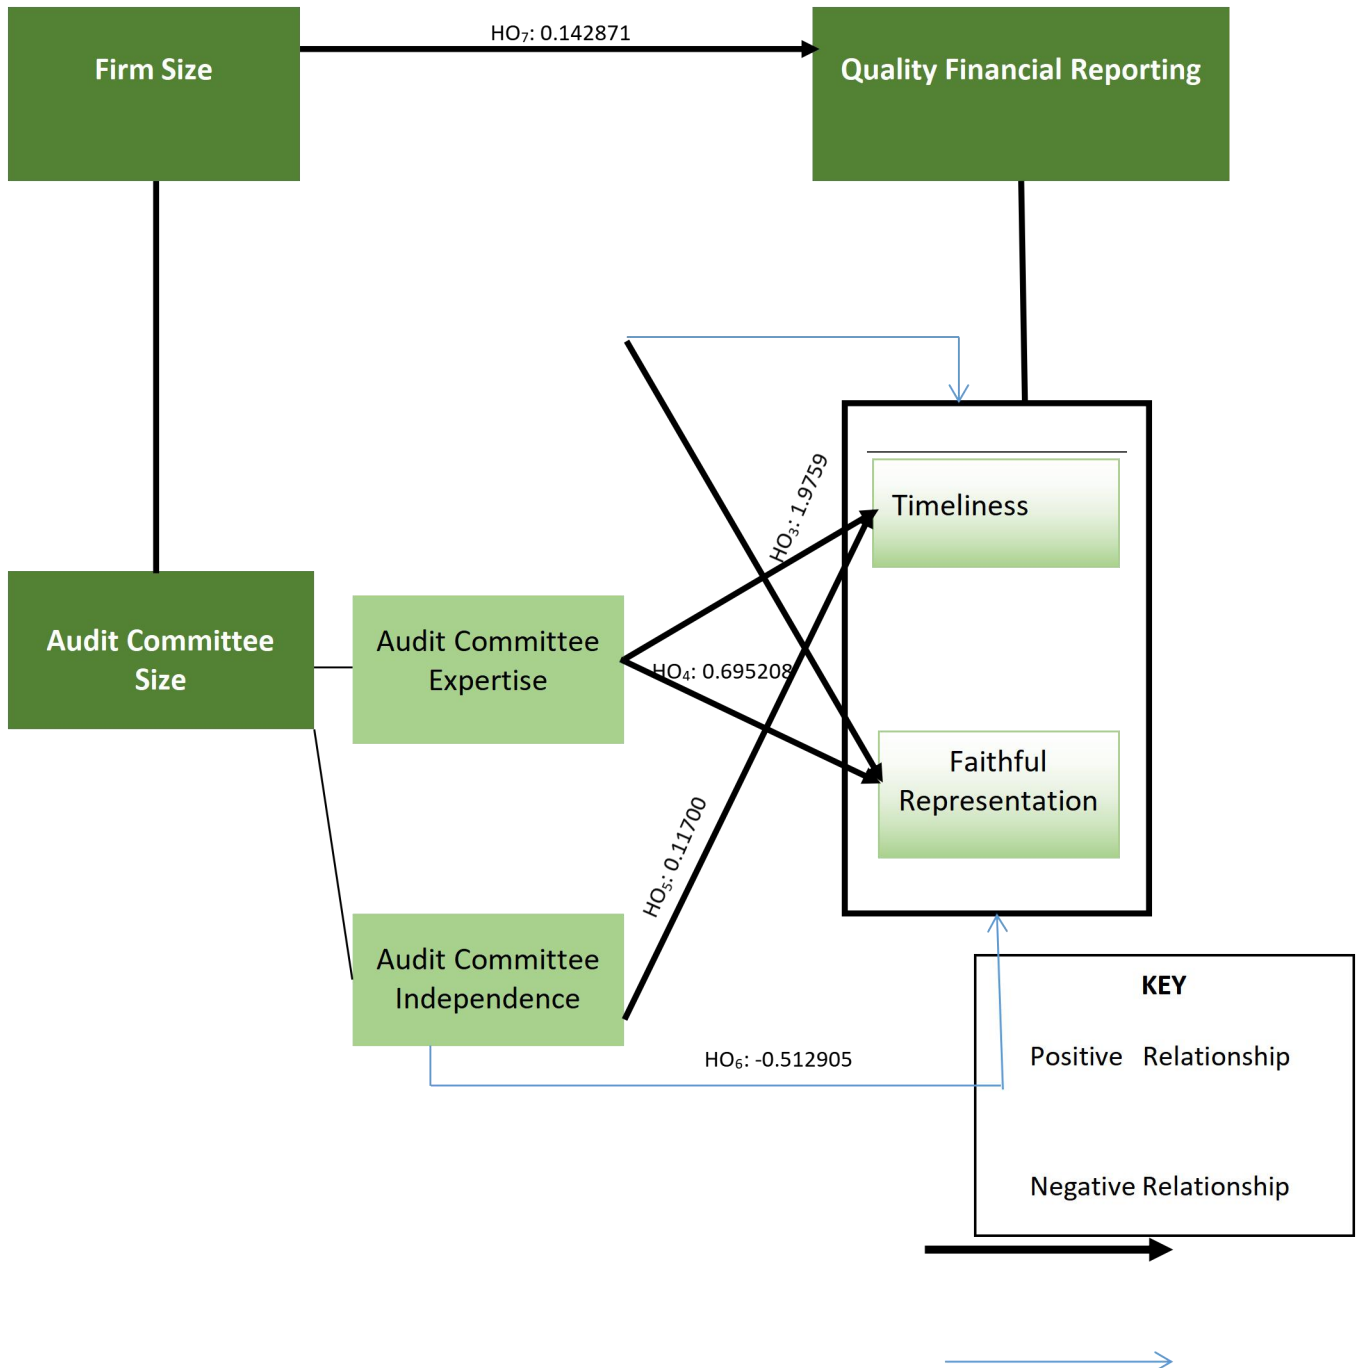 HO₇: 0.142871
Firm Size
Quality Financial Reporting
HO₃: 1.9759
Timeliness
Audit Committee
Size
Audit Committee
Expertise
HO₄: 0.695208
Faithful
Representation
HO₅: 0.11700
Audit Committee
Independence
HO₆: -0.512905
KEY
Positive Relationship
Negative Relationship